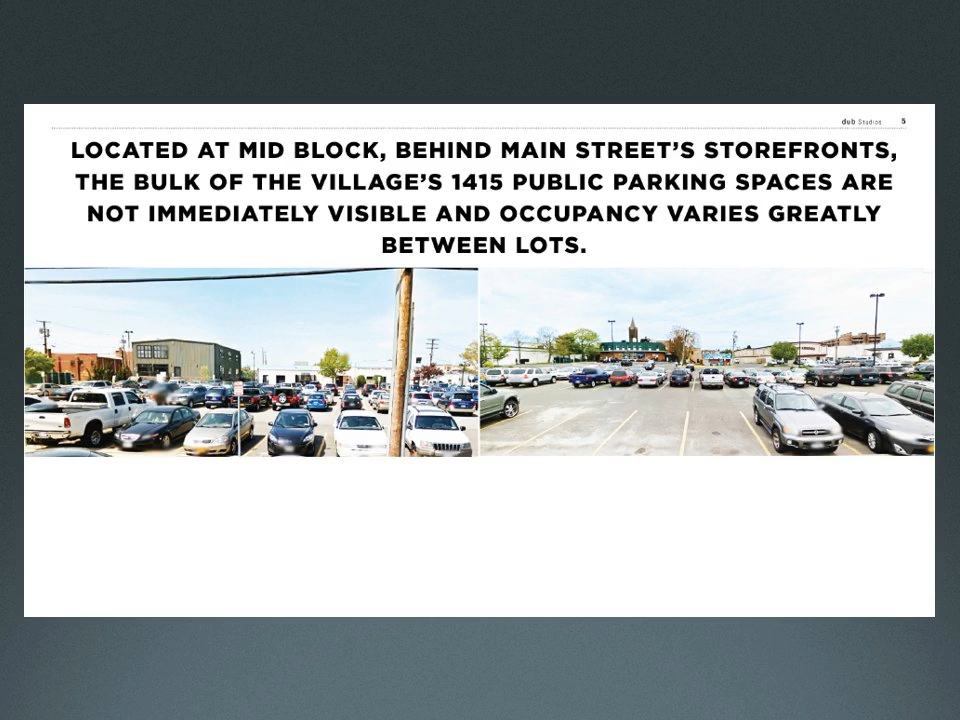 dub Studios 5
LOCATED AT MID BLOCK, BEHIND MAIN STREET’S STOREFRONTS,
THE BULK OF THE VILLAGE’S 1415 PUBLIC PARKING SPACES ARE
NOT IMMEDIATELY VISIBLE AND OCCUPANCY VARIES GREATLY
BETWEEN LOTS.